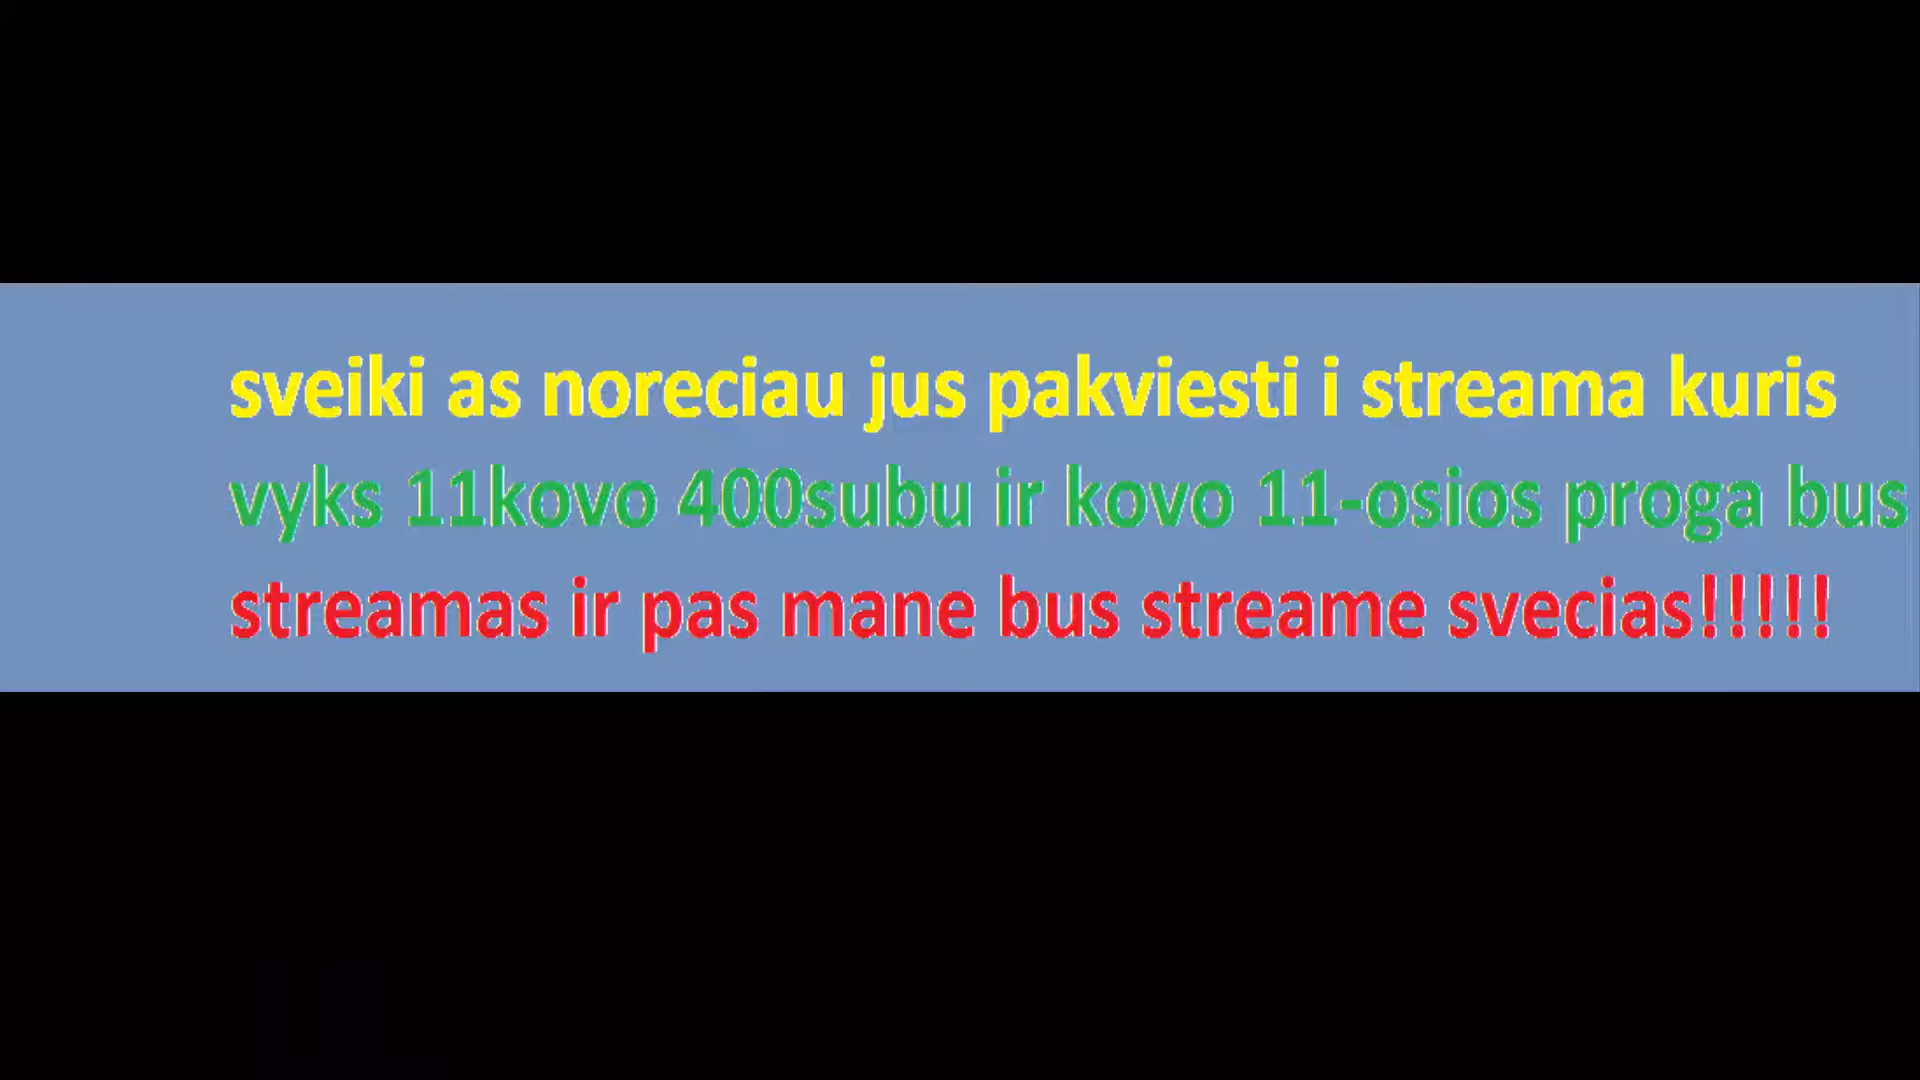 sveiki as noreciau jus pakviesti i streama kuris
vyks 11kovo 400subu ir kovo 11-osios proga bus
streamas ir pas mane bus streame svecias!!!!!